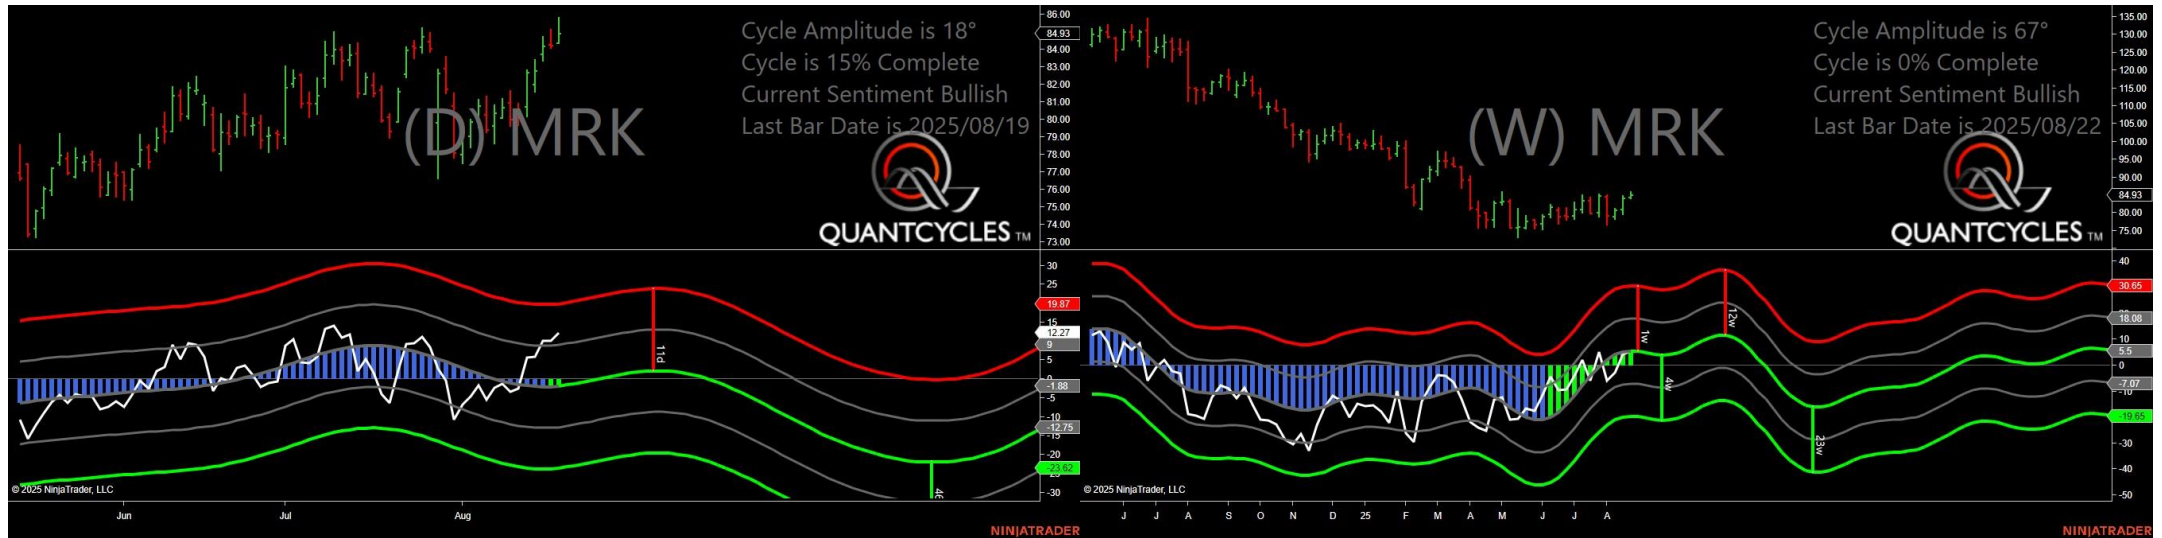 Cycle Amplitude is 18°
Cycle is 15% Complete
Current Sentiment Bullish
Last Bar Date is 2025/08/19
(D) MRK
QUANTCYCLES TM
86.00
84.93
84.00
83.00
82.00
81.00
80.00
79.00
78.00
77.00
76.00
75.00
74.00
73.00
30
25
19.87
15
12.27
9
5
0
-1.88
-5
-10
-12.75
-15
-20
-23.62
-30
11d
© 2025 NinjaTrader, LLC
Jun
Jul
Aug
NINJATRADER
Cycle Amplitude is 67°
Cycle is 0% Complete
Current Sentiment Bullish
Last Bar Date is 2025/08/22
(W) MRK
QUANTCYCLES TM
135.00
130.00
125.00
120.00
115.00
110.00
105.00
100.00
95.00
90.00
84.93
80.00
75.00
40
30.65
18.08
10
5.5
0
-7.07
-10
-19.65
-30
-40
-50
1w
12w
4w
23w
© 2025 NinjaTrader, LLC
J J A S O N D 25 F M A M J J A
NINJATRADER